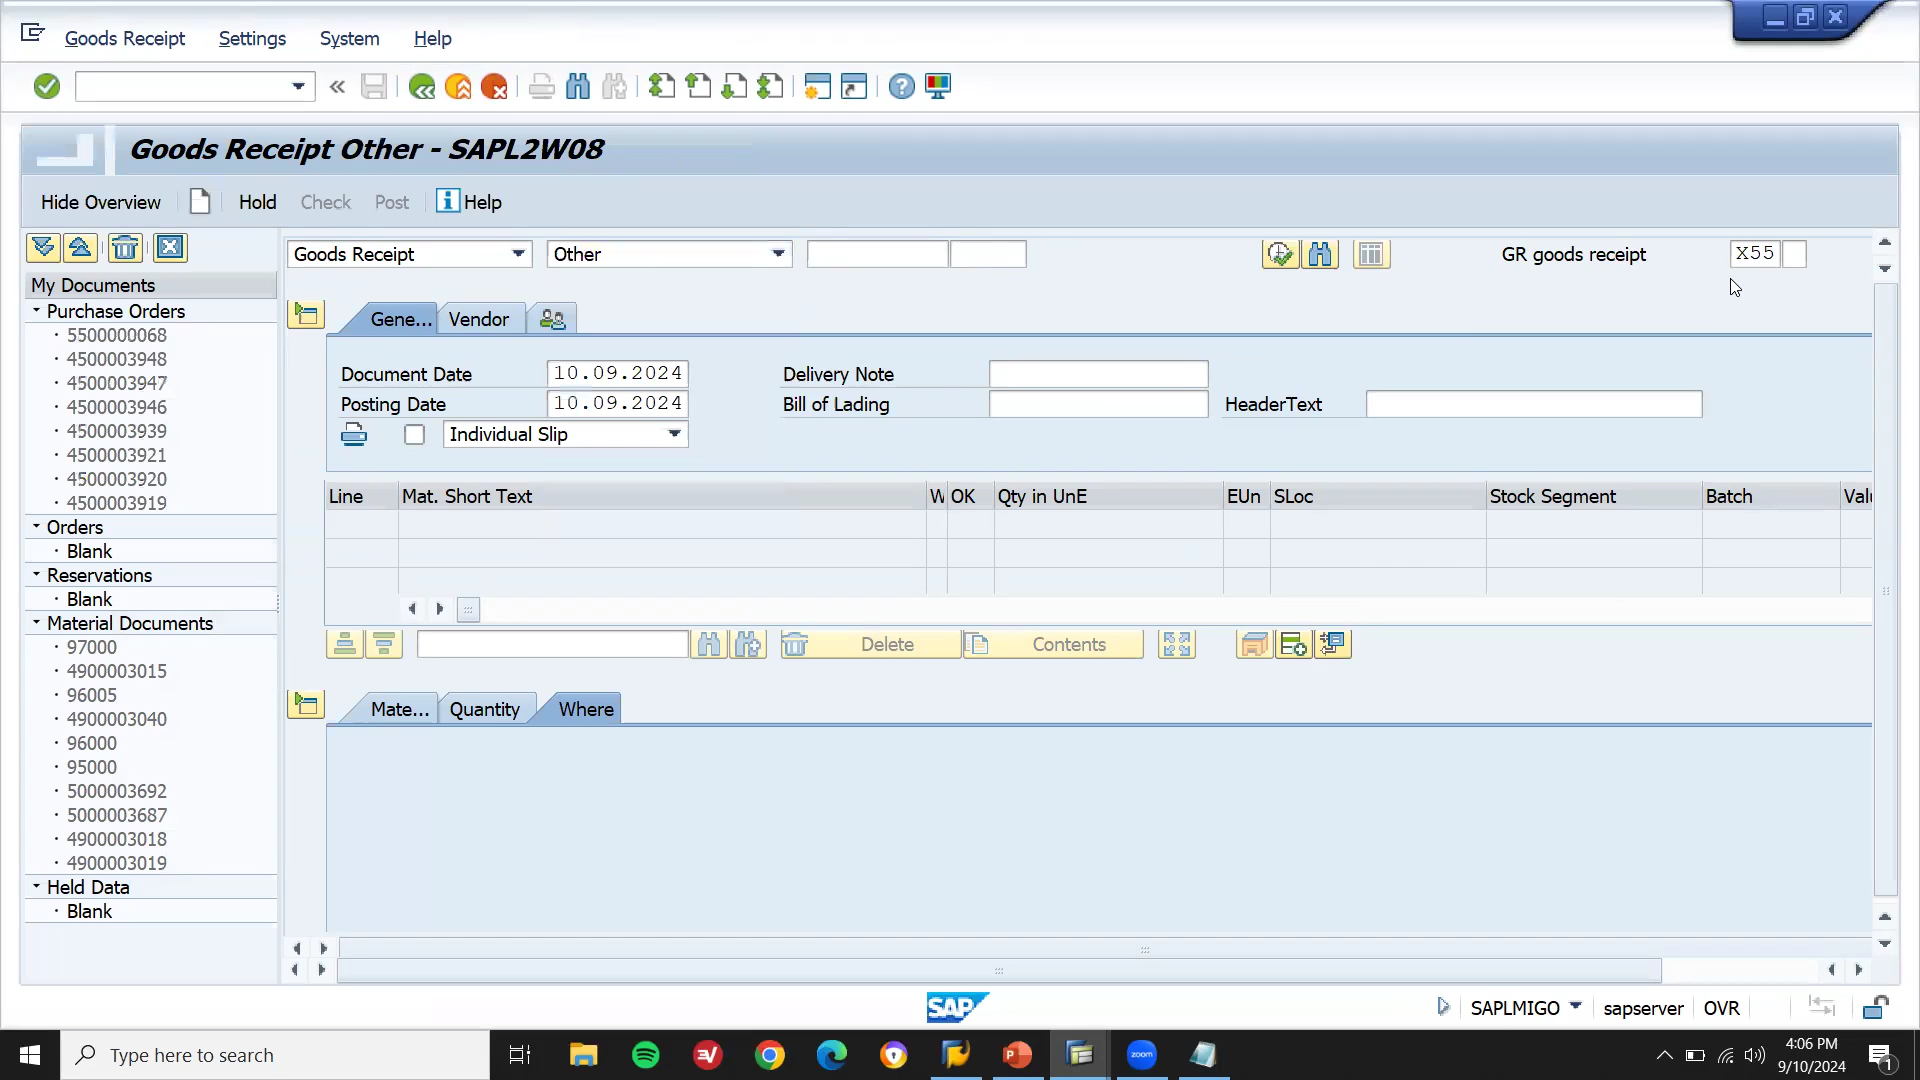 Goods Receipt Settings System Help
Goods Receipt Other - SAPL2W08
Hide Overview Hold Check Post Help
Goods Receipt Other GR goods receipt X55
My Documents
Purchase Orders
5500000068
4500003948
4500003947
4500003946
4500003939
4500003921
4500003920
4500003919
Orders
Blank
Reservations
Blank
Material Documents
97000
4900003015
96005
4900003040
96000
95000
5000003692
5000003687
4900003018
4900003019
Held Data
Blank
Gene... Vendor
Document Date 10.09.2024 Delivery Note
Posting Date 10.09.2024 Bill of Lading HeaderText
Individual Slip
Line Mat. Short Text W OK Qty in UnE EUn SLoc Stock Segment Batch Valu
Delete Contents
Mate... Quantity Where
SAP SAPLMIGO sapserver OVR
Type here to search
EV
P
zoom
4:06 PM
9/10/2024
1